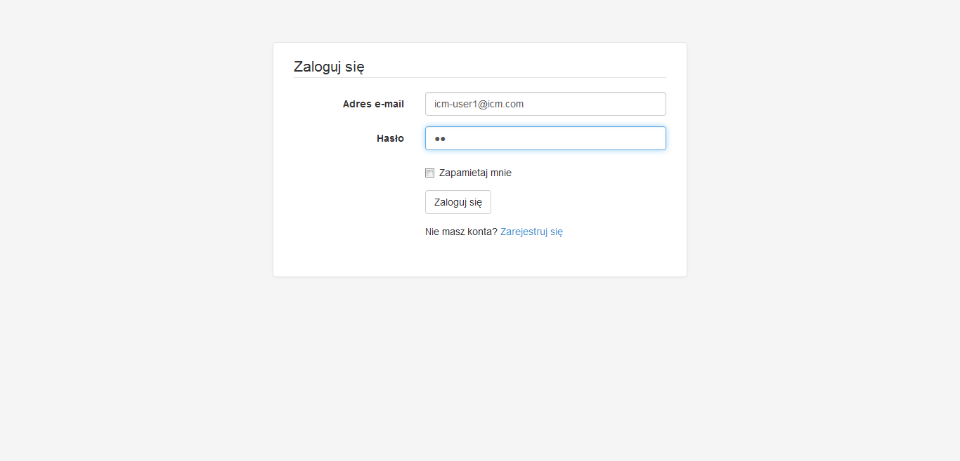 Zaloguj się
Adres e-mail
icm-user1@icm.com
Hasło
●●
Zapamietaj mnie
Zaloguj się
Nie masz konta? Zarejestruj się